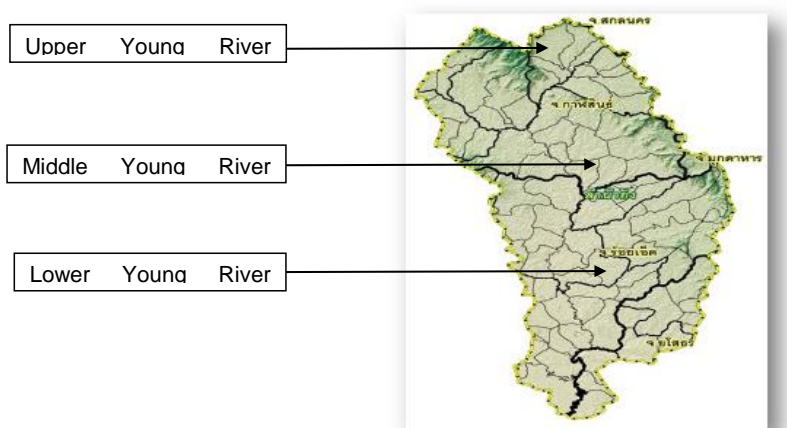 จ.สกลนคร
Upper Young River
จ.กาฬสินธุ์
จ.มุกดาหาร
Middle Young River
จ.ร้อยเอ็ด
Lower Young River
จ.ยโสธร